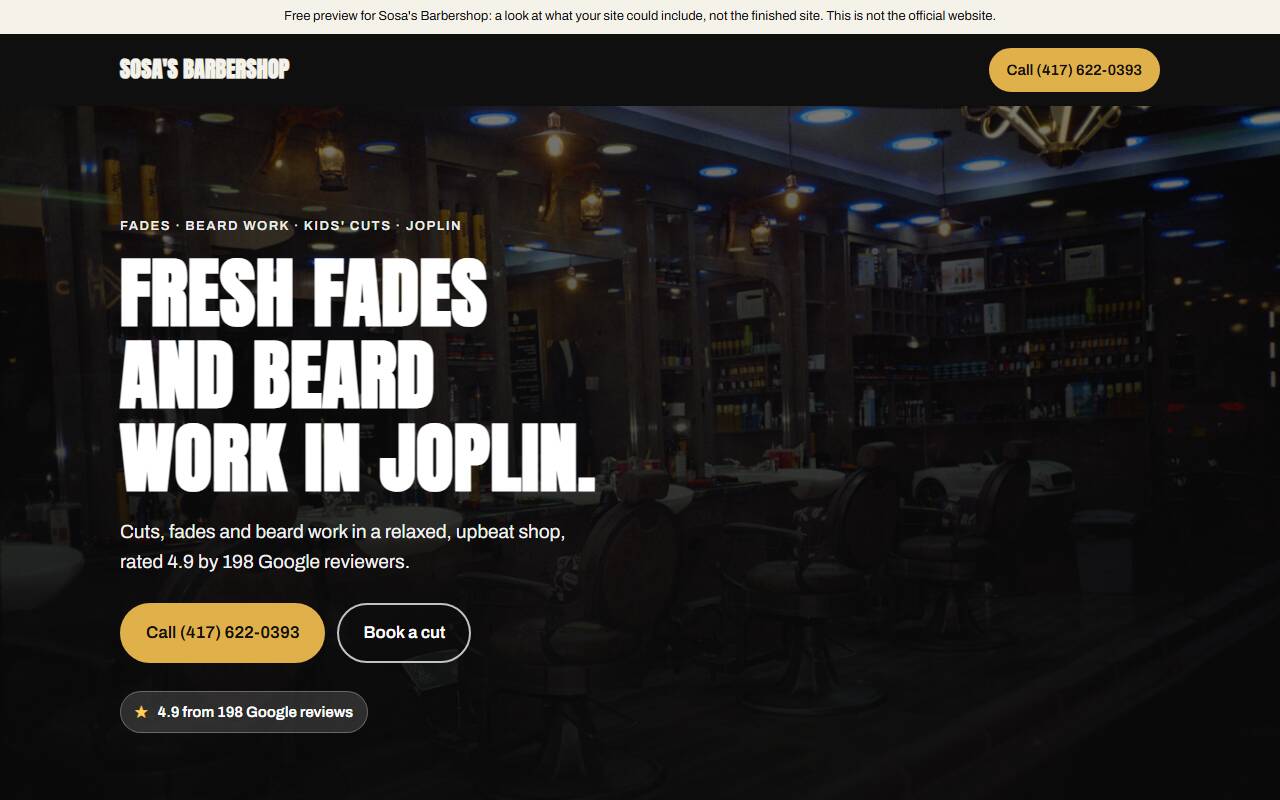 Free preview for Sosa's Barbershop: a look at what your site could include, not the finished site. This is not the official website.
SOSA'S BARBERSHOP
Call (417) 622-0393
FADES · BEARD WORK · KIDS' CUTS · JOPLIN
FRESH FADES
AND BEARD
WORK IN JOPLIN.
Cuts, fades and beard work in a relaxed, upbeat shop,
rated 4.9 by 198 Google reviewers.
Call (417) 622-0393
Book a cut
★ 4.9 from 198 Google reviews